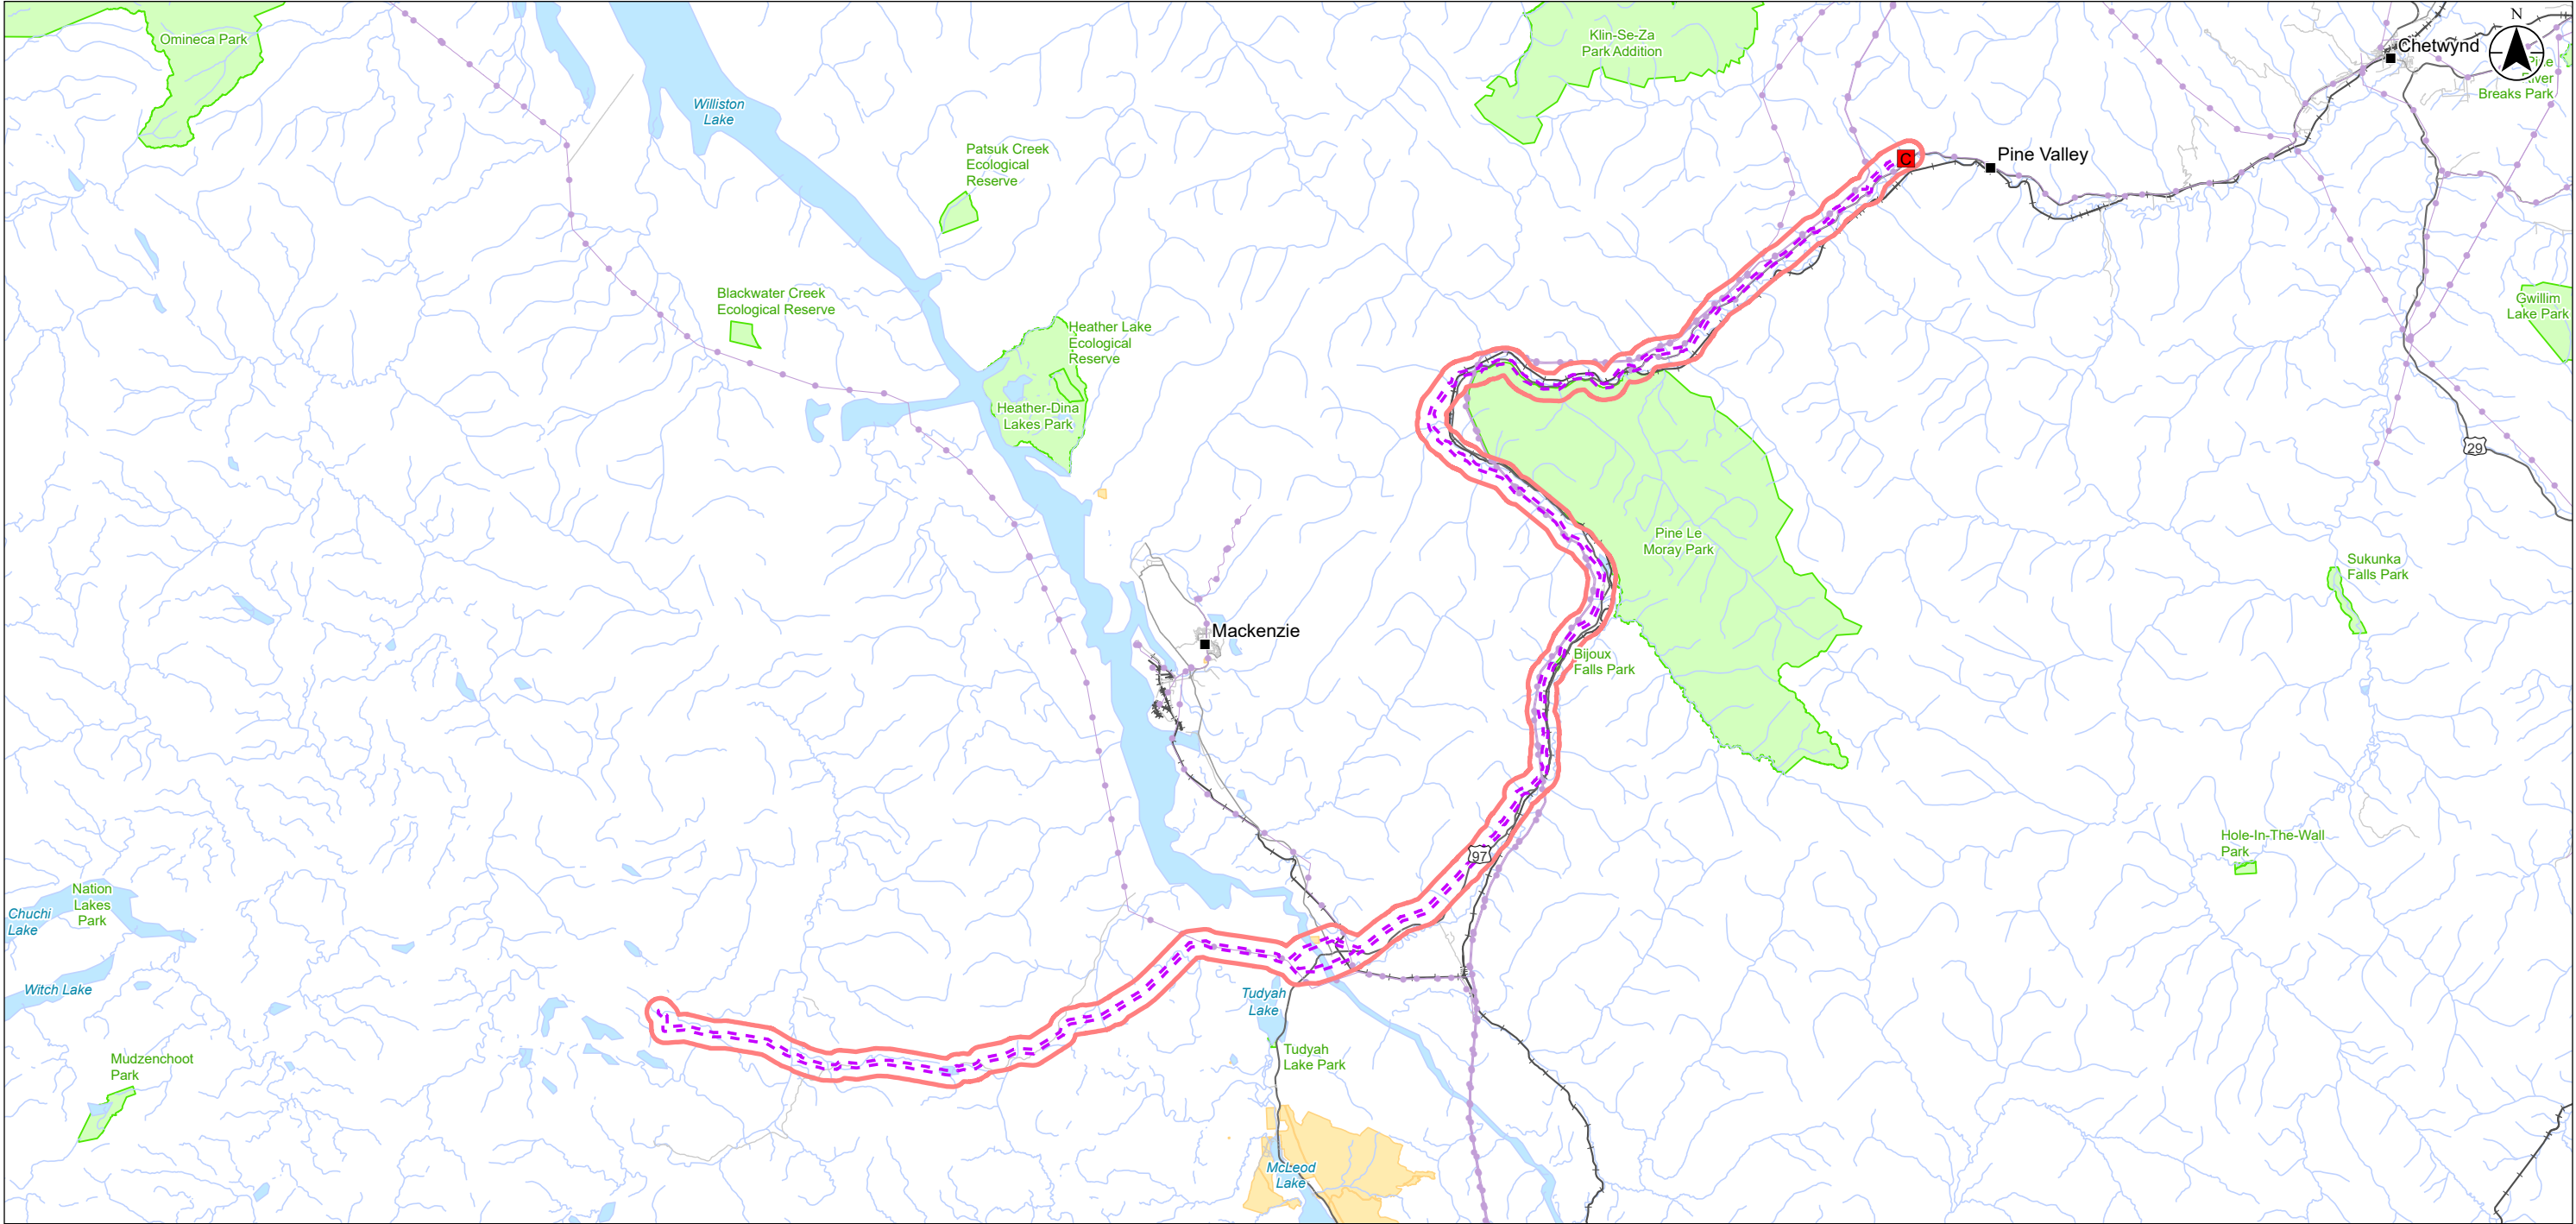 Omineca Park
Klin-Se-Za
Park Addition
N
Chetwynd
Pine
River
Breaks Park
Williston
Lake
Patsuk Creek
Ecological
Reserve
C
Pine Valley
Blackwater Creek
Ecological Reserve
Heather Lake
Ecological
Reserve
Gwillim
Lake Park
Heather-Dina
Lakes Park
29
Pine Le
Moray Park
Sukunka
Falls Park
Mackenzie
Bijoux
Falls Park
97
Hole-In-The-Wall
Park
Nation
Lakes
Park
Chuchi
Lake
Witch Lake
Tudyah
Lake
Tudyah
Lake Park
Mudzenchoot
Park
McLeod
Lake